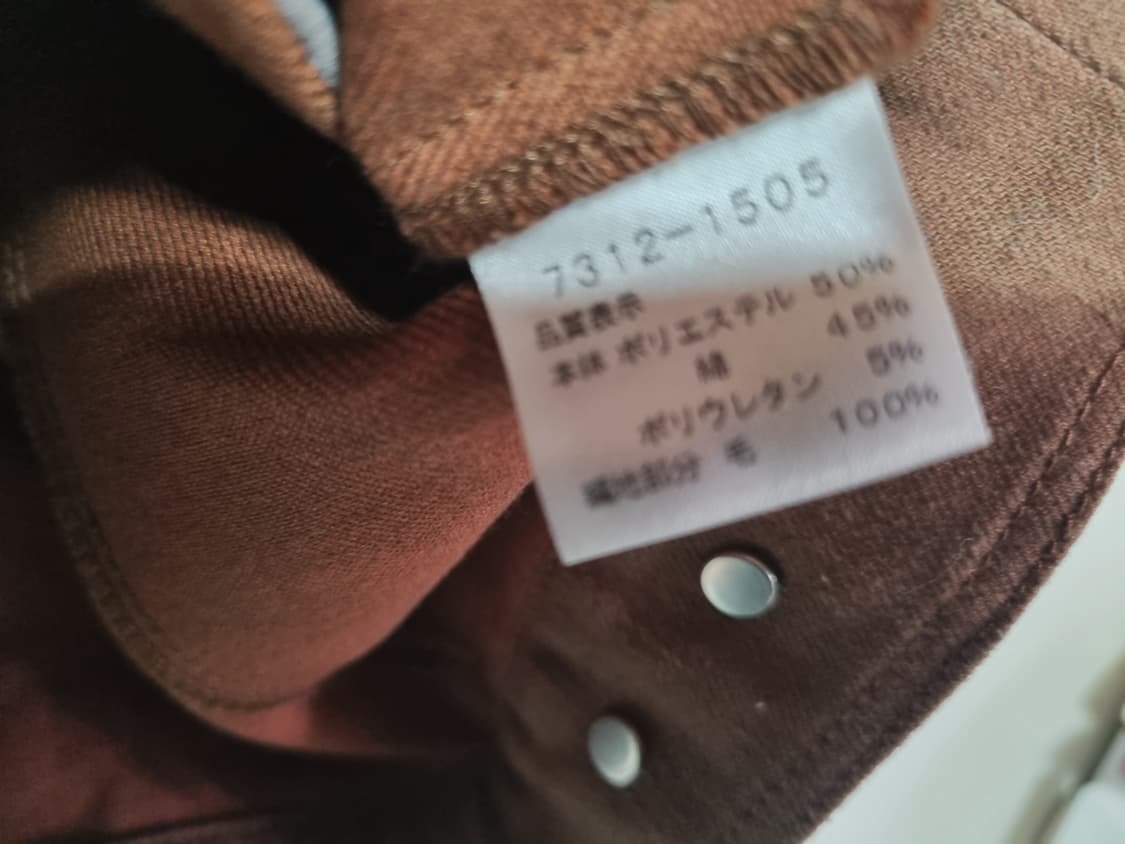 7312-1505
品質表示
本体 ポリエステル 50%
綿 45%
ポリウレタン 5%
編地部分 毛 100%